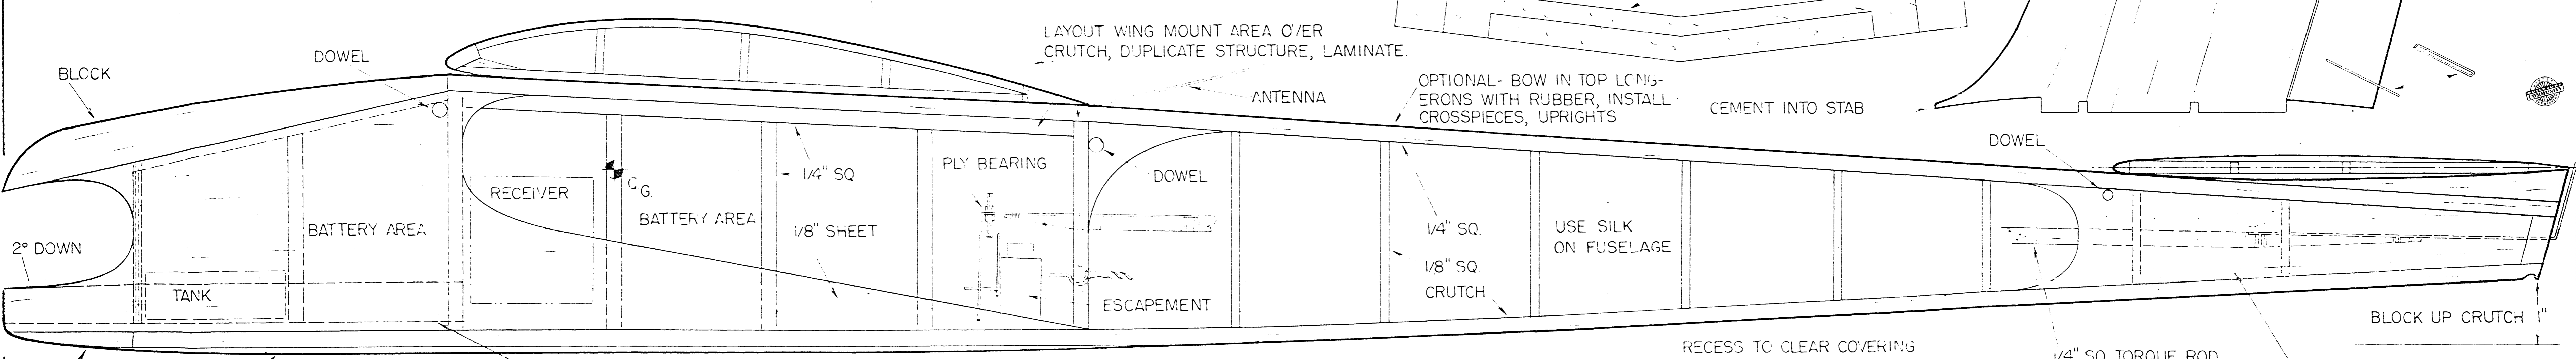 LAYOUT WING MOUNT AREA OVER
CRUTCH, DUPLICATE STRUCTURE, LAMINATE.
DOWEL
BLOCK
ANTENNA
OPTIONAL- BOW IN TOP LONG-
ERONS WITH RUBBER, INSTALL
CROSSPIECES, UPRIGHTS
CEMENT INTO STAB
DOWEL
PLY BEARING
DOWEL
1/4" SQ
CG
RECEIVER
BATTERY AREA
BATTERY AREA
1/8" SHEET
1/4" SQ.
USE SILK
ON FUSELAGE
2° DOWN
TANK
1/8" SQ
CRUTCH
ESCAPEMENT
BLOCK UP CRUTCH 1"
RECESS TO CLEAR COVERING
1/4" SQ TORQUE ROD